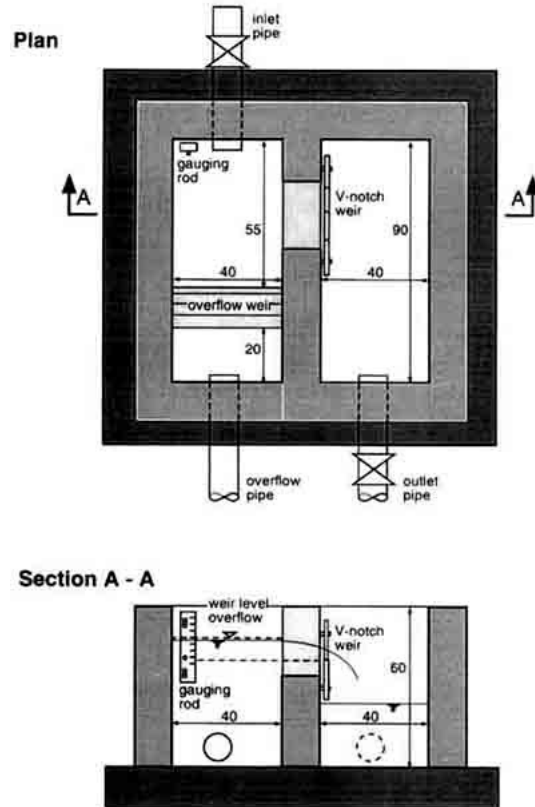 Plan
inlet
pipe
gauging
rod
A
A
V-notch
weir
55
90
40
40
overflow weir
20
overflow
pipe
outlet
pipe
Section A - A
weir level
overflow
V-notch
weir
gauging
rod
60
40
40